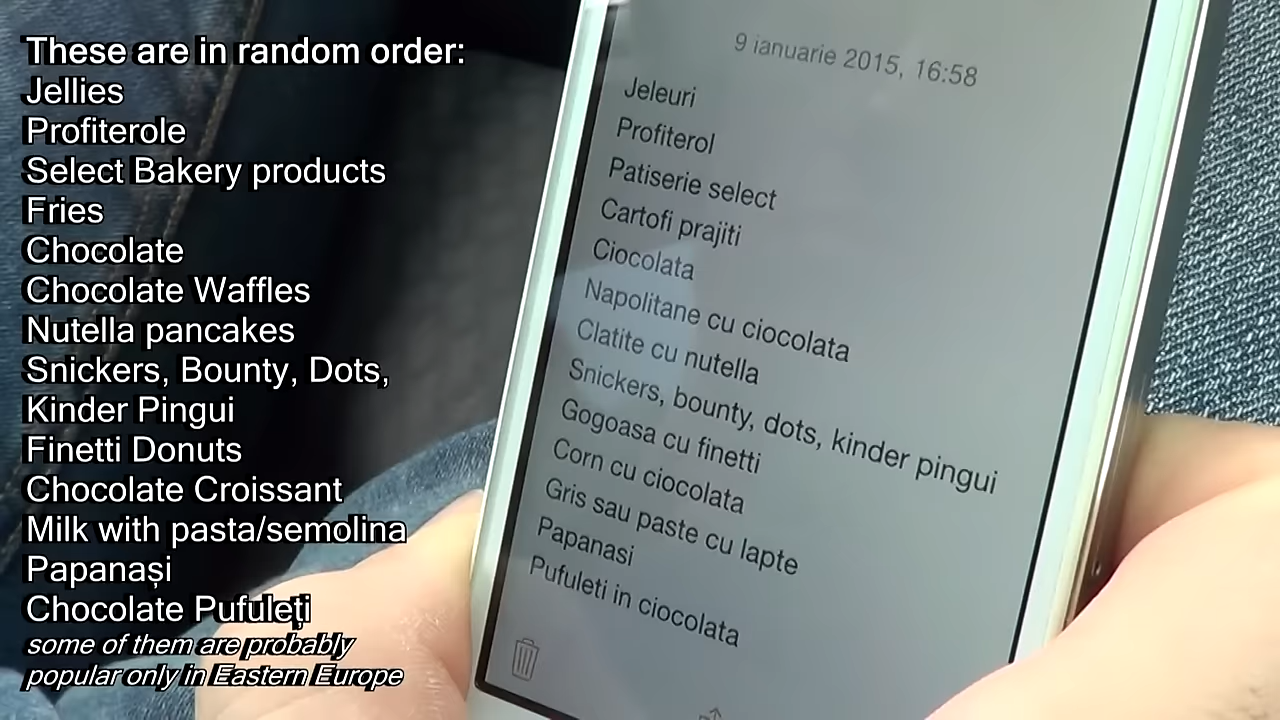 These are in random order:
Jellies
Profiterole
Select Bakery products
Fries
Chocolate
Chocolate Waffles
Nutella pancakes
Snickers, Bounty, Dots,
Kinder Pingui
Finetti Donuts
Chocolate Croissant
Milk with pasta/semolina
Papanași
Chocolate Pufuleți
some of them are probably
popular only in Eastern Europe
9 ianuarie 2015, 16:58
Jeleuri
Profiterol
Patiserie select
Cartofi prajiti
Ciocolata
Napolitane cu ciocolata
Clatite cu nutella
Snickers, bounty, dots, kinder pingui
Gogoasa cu finetti
Corn cu ciocolata
Gris sau paste cu lapte
Papanasi
Pufuleti in ciocolata